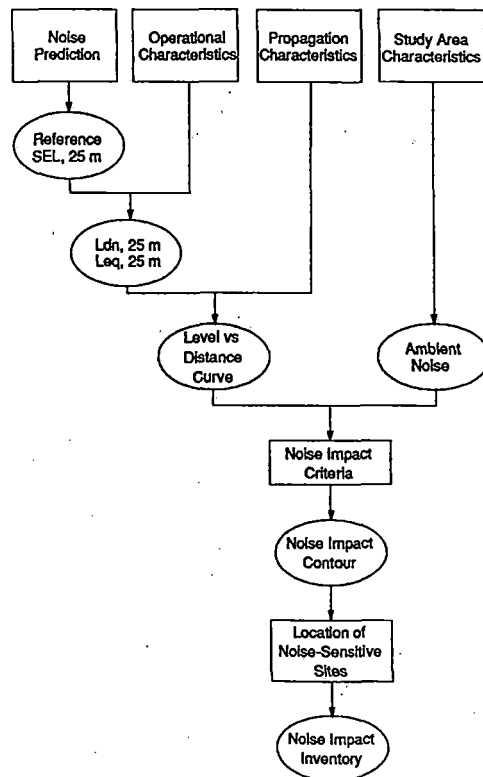 Noise
Prediction
Operational
Characteristics
Propagation
Characteristics
Study Area
Characteristics
Reference
SEL, 25 m
Ldn, 25 m
Leq, 25 m
Level vs
Distance
Curve
Ambient
Noise
Noise Impact
Criteria
Noise Impact
Contour
Location of
Noise-Sensitive
Sites
Noise Impact
Inventory